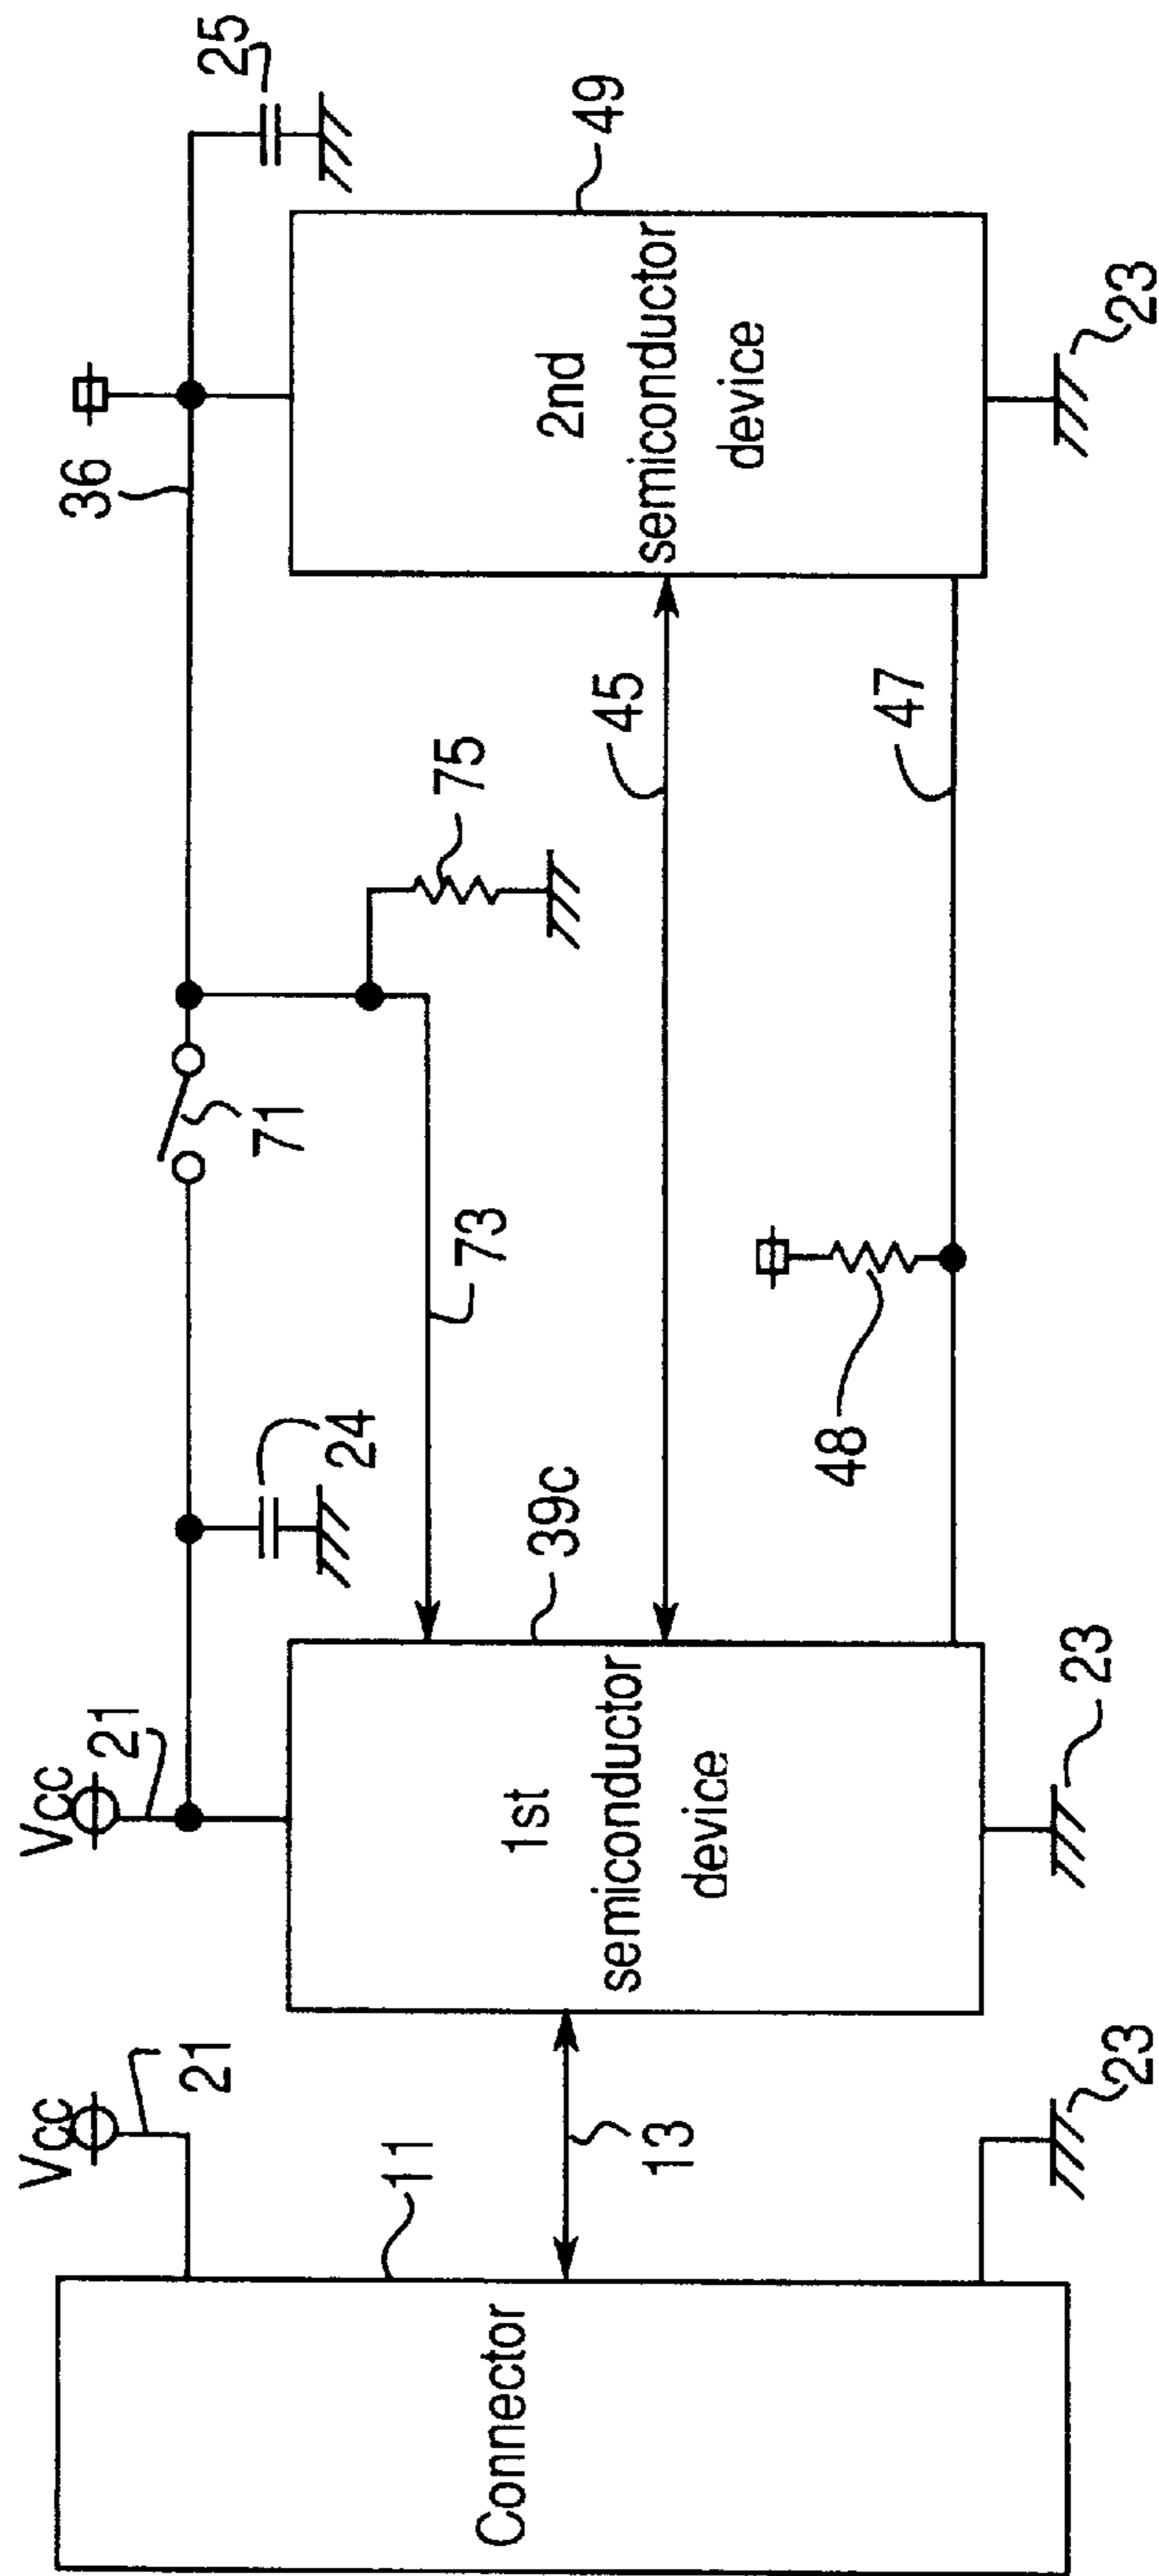 VCC
21
VCC
21
24
71
36
25
11
Connector
13
23
39c
1st
semiconductor
device
23
73
75
45
48
47
49
2nd
semiconductor
device
23